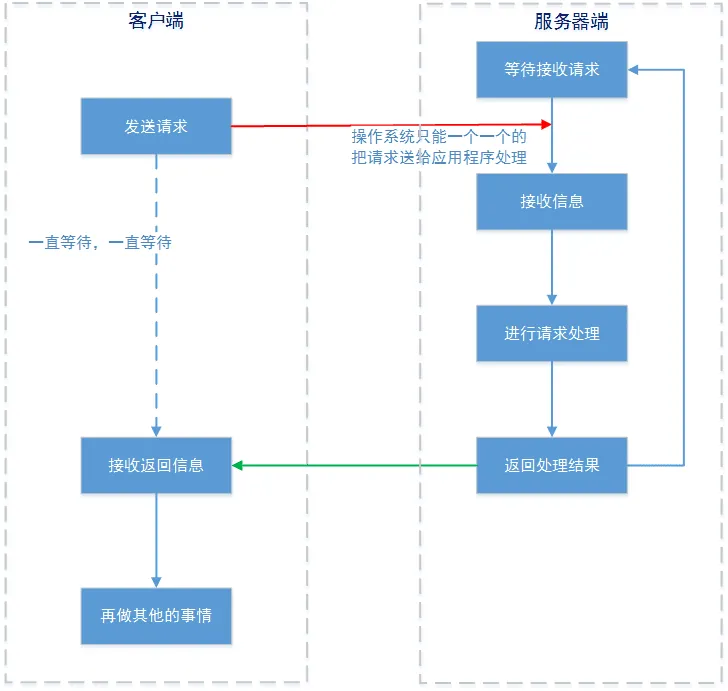 客户端
服务器端
等待接收请求
发送请求
操作系统只能一个一个的
把请求送给应用程序处理
接收信息
一直等待，一直等待
进行请求处理
接收返回信息
返回处理结果
再做其他的事情